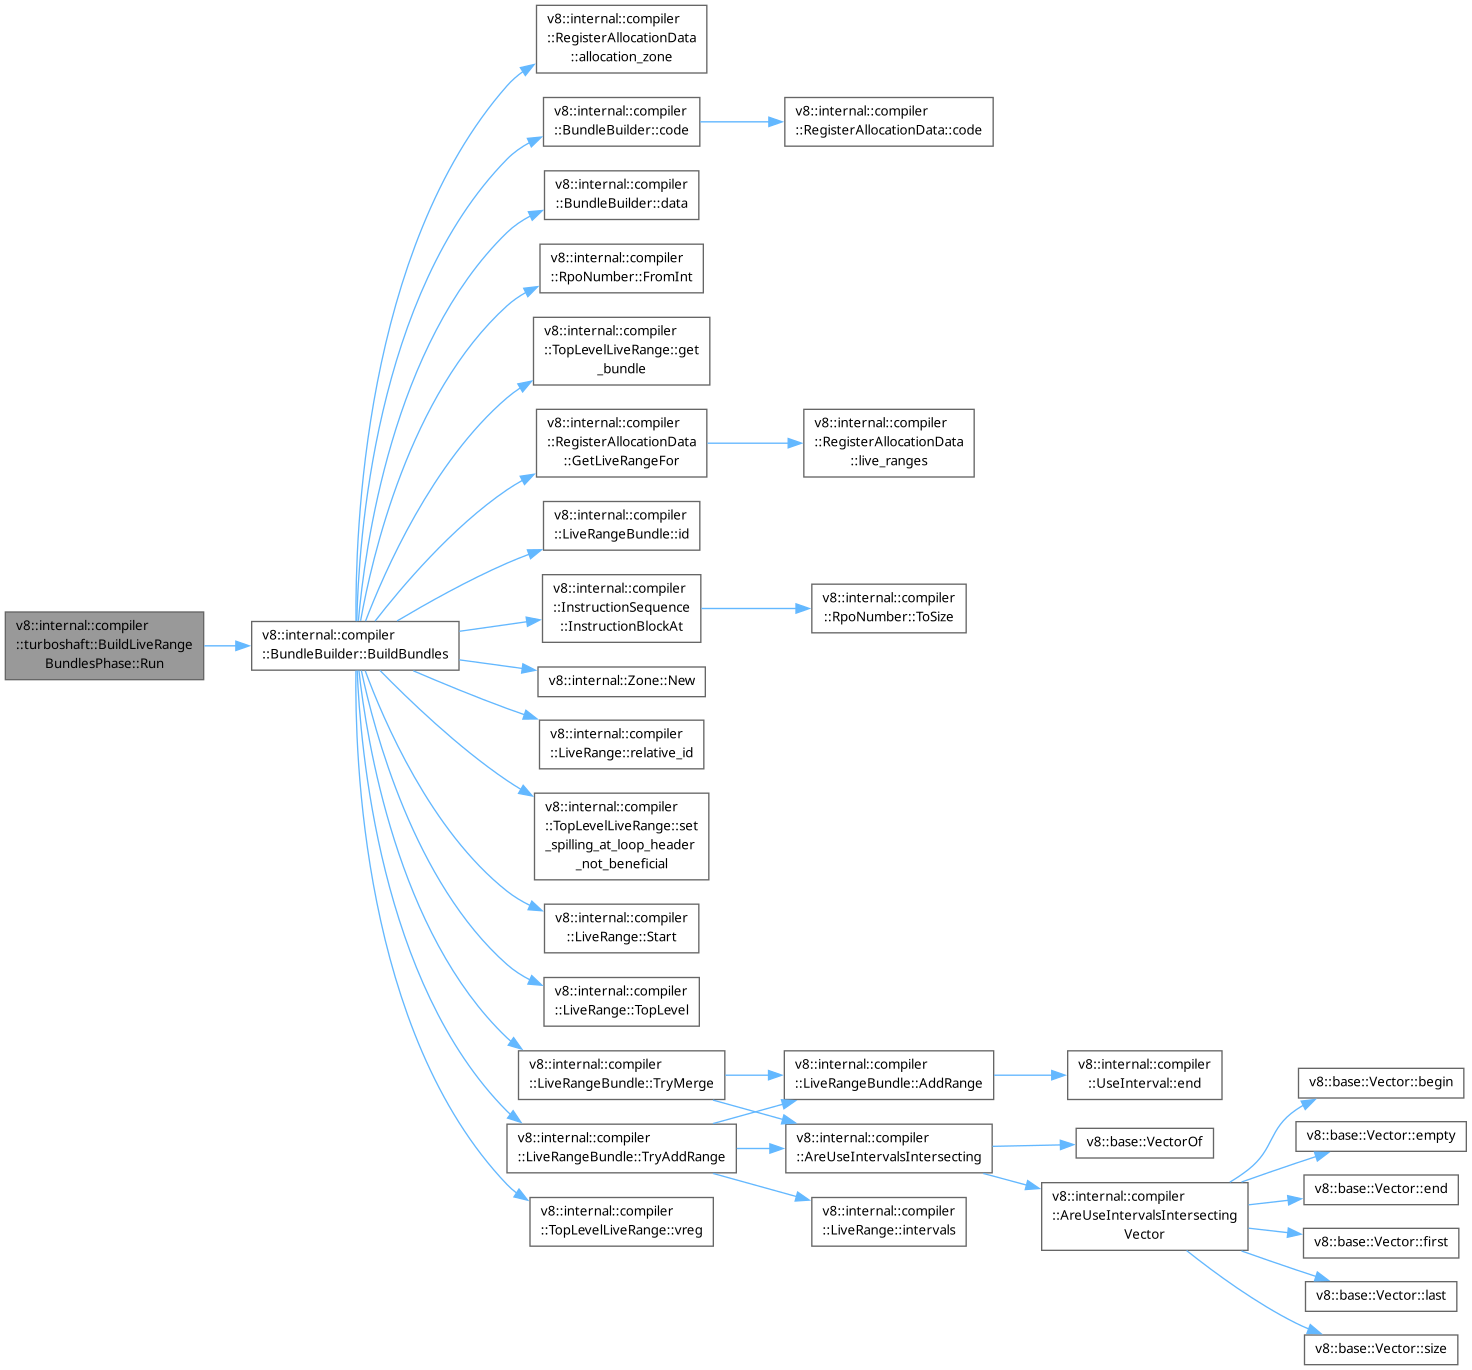 v8::internal::compiler
::RegisterAllocationData
::allocation_zone
v8::internal::compiler
::BundleBuilder::code
v8::internal::compiler
::RegisterAllocationData::code
v8::internal::compiler
::BundleBuilder::data
v8::internal::compiler
::RpoNumber::FromInt
v8::internal::compiler
::TopLevelLiveRange::get
_bundle
v8::internal::compiler
::RegisterAllocationData
::GetLiveRangeFor
v8::internal::compiler
::RegisterAllocationData
::live_ranges
v8::internal::compiler
::LiveRangeBundle::id
v8::internal::compiler
::InstructionSequence
::InstructionBlockAt
v8::internal::compiler
::RpoNumber::ToSize
v8::internal::compiler
::turboshaft::BuildLiveRange
BundlesPhase::Run
v8::internal::compiler
::BundleBuilder::BuildBundles
v8::internal::Zone::New
v8::internal::compiler
::LiveRange::relative_id
v8::internal::compiler
::TopLevelLiveRange::set
_spilling_at_loop_header
_not_beneficial
v8::internal::compiler
::LiveRange::Start
v8::internal::compiler
::LiveRange::TopLevel
v8::internal::compiler
::LiveRangeBundle::TryMerge
v8::internal::compiler
::LiveRangeBundle::AddRange
v8::internal::compiler
::UseInterval::end
v8::internal::compiler
::LiveRangeBundle::TryAddRange
v8::internal::compiler
::AreUseIntervalsIntersecting
v8::base::VectorOf
v8::internal::compiler
::TopLevelLiveRange::vreg
v8::internal::compiler
::LiveRange::intervals
v8::internal::compiler
::AreUseIntervalsIntersecting
Vector
v8::base::Vector::begin
v8::base::Vector::empty
v8::base::Vector::end
v8::base::Vector::first
v8::base::Vector::last
v8::base::Vector::size